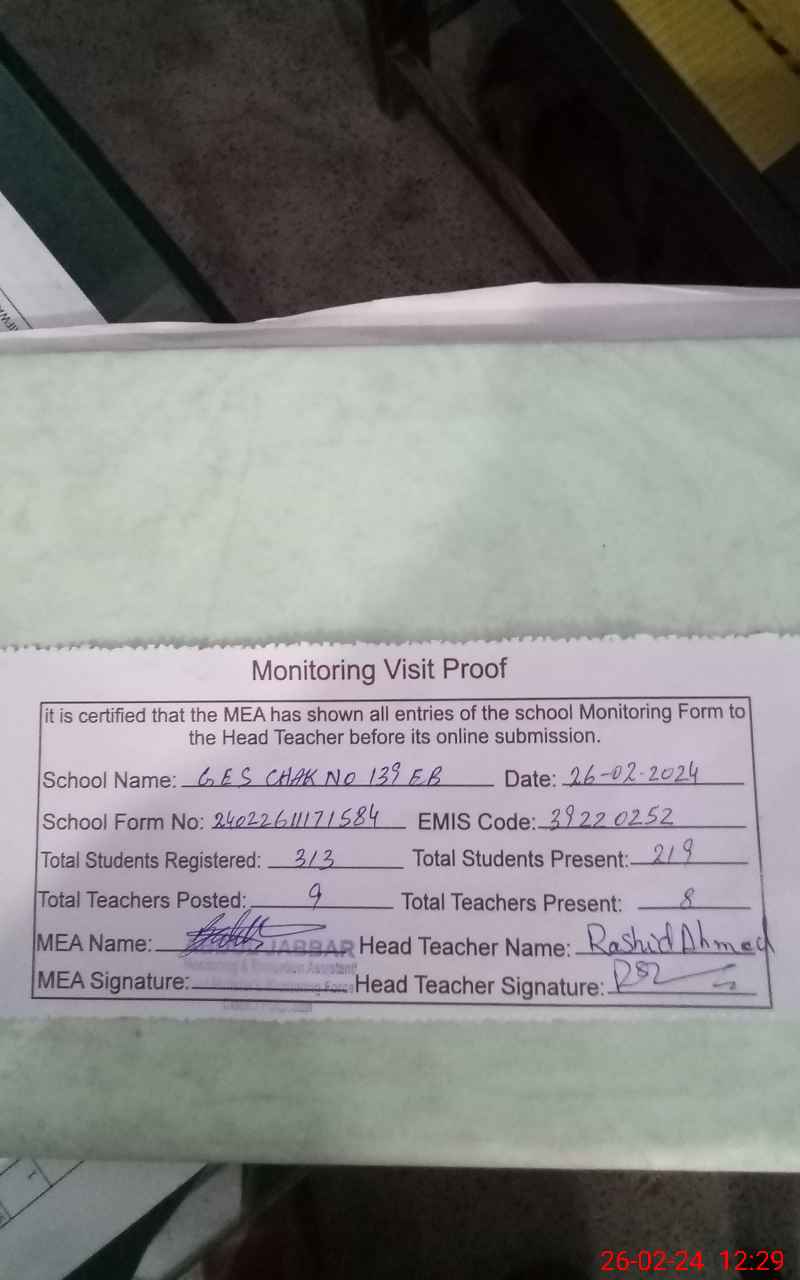 Monitoring Visit Proof
it is certified that the MEA has shown all entries of the school Monitoring Form to
the Head Teacher before its online submission.
School Name: G E S CHAK NO 139 EB Date: 26-02-2024
School Form No: 24022611171584 EMIS Code: 39220252
Total Students Registered: 313 Total Students Present: 219
Total Teachers Posted: 9 Total Teachers Present: 8
MEA Name: JABBAR Head Teacher Name: Rashid Ahmed
Monitoring & Evaluation Assistant
MEA Signature: Head Teacher Signature:
26-02-24 12:29